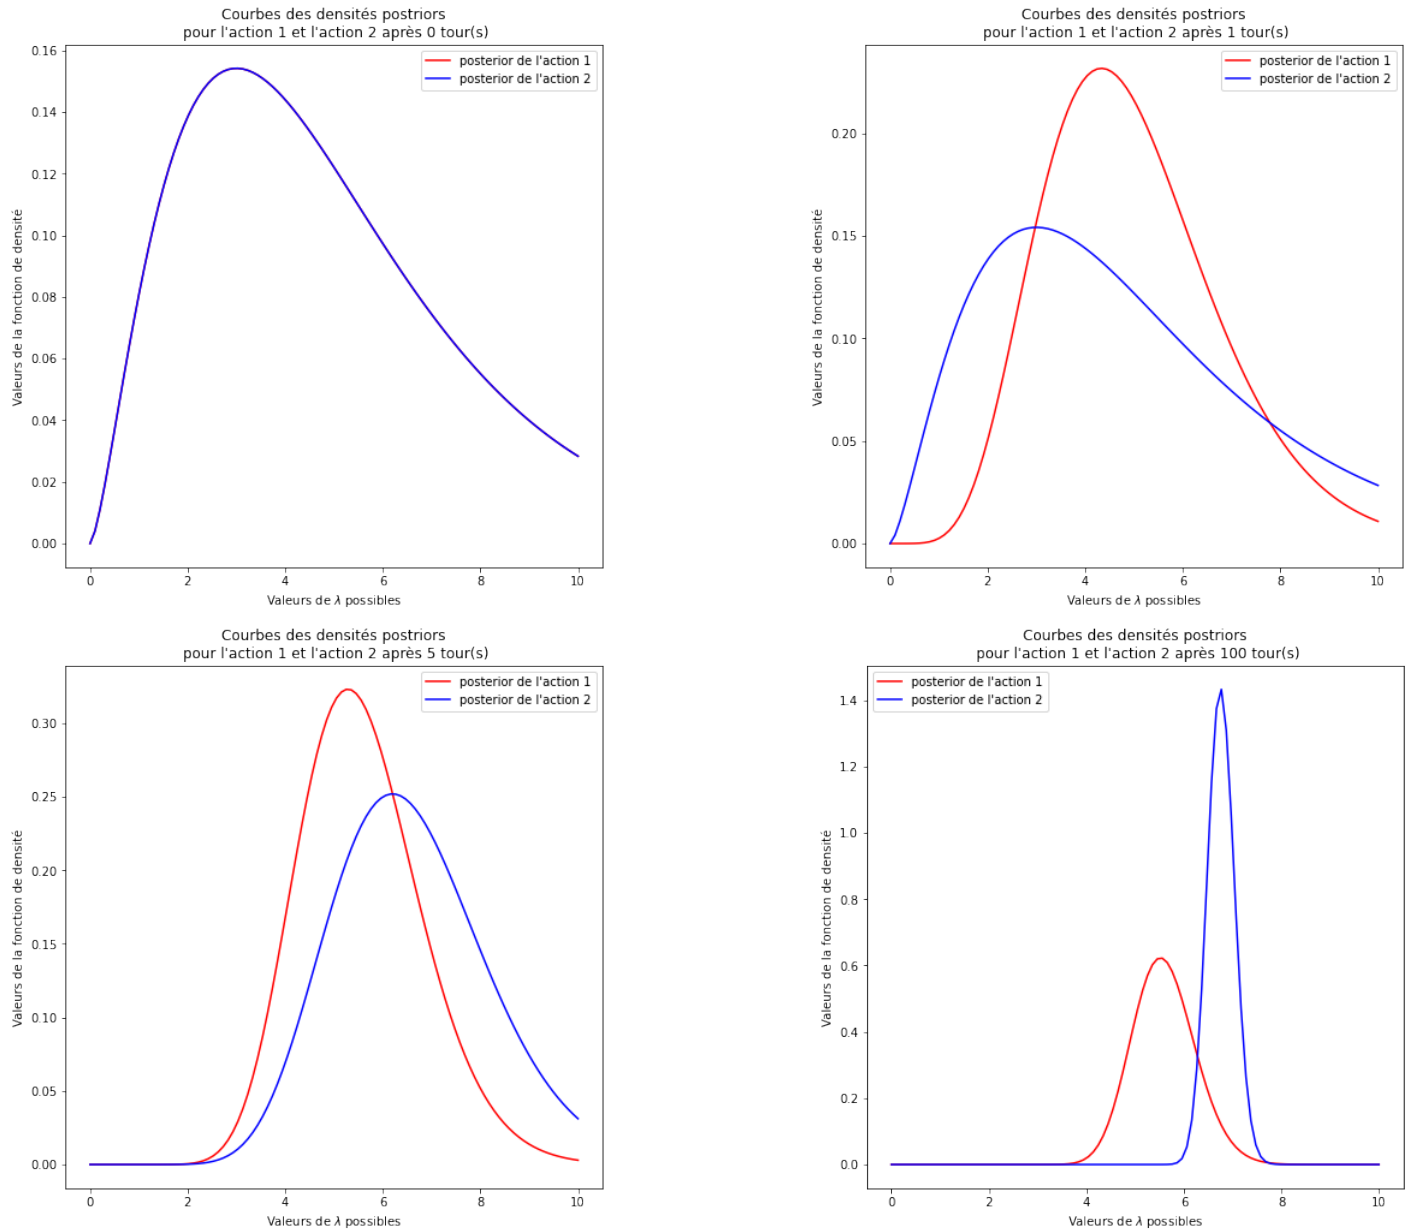 Courbes des densités postriors
pour l'action 1 et l'action 2 après 0 tour(s)
posterior de l'action 1
posterior de l'action 2
Valeurs de la fonction de densité
0.16
0.14
0.12
0.10
0.08
0.06
0.04
0.02
0.00
0 2 4 6 8 10
Valeurs de λ possibles
Courbes des densités postriors
pour l'action 1 et l'action 2 après 1 tour(s)
posterior de l'action 1
posterior de l'action 2
Valeurs de la fonction de densité
0.20
0.15
0.10
0.05
0.00
0 2 4 6 8 10
Valeurs de λ possibles
Courbes des densités postriors
pour l'action 1 et l'action 2 après 5 tour(s)
posterior de l'action 1
posterior de l'action 2
Valeurs de la fonction de densité
0.30
0.25
0.20
0.15
0.10
0.05
0.00
0 2 4 6 8 10
Valeurs de λ possibles
Courbes des densités postriors
pour l'action 1 et l'action 2 après 100 tour(s)
posterior de l'action 1
posterior de l'action 2
Valeurs de la fonction de densité
1.4
1.2
1.0
0.8
0.6
0.4
0.2
0.0
0 2 4 6 8 10
Valeurs de λ possibles